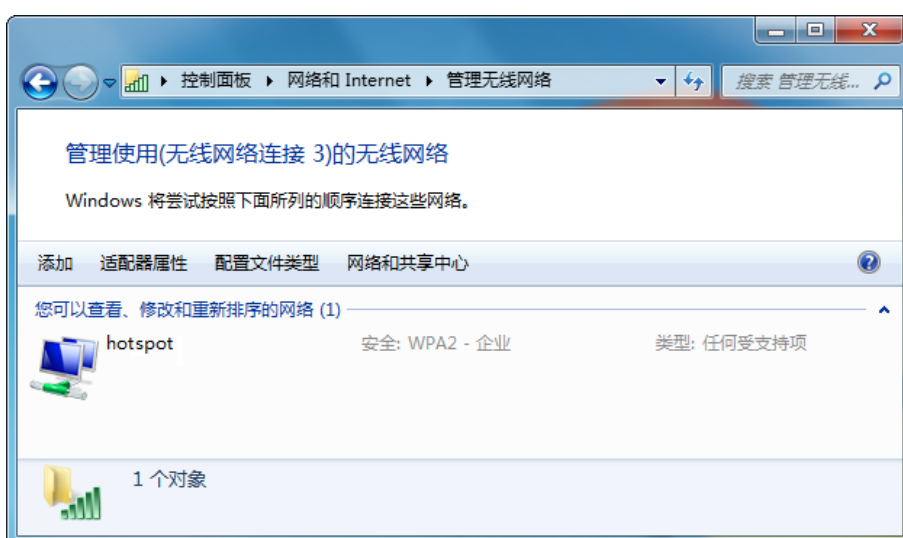 控制面板 网络和 Internet 管理无线网络 搜索 管理无线...
管理使用(无线网络连接 3)的无线网络
Windows 将尝试按照下面所列的顺序连接这些网络。
添加 适配器属性 配置文件类型 网络和共享中心
您可以查看、修改和重新排序的网络 (1)
hotspot 安全: WPA2 - 企业 类型: 任何受支持项
1 个对象